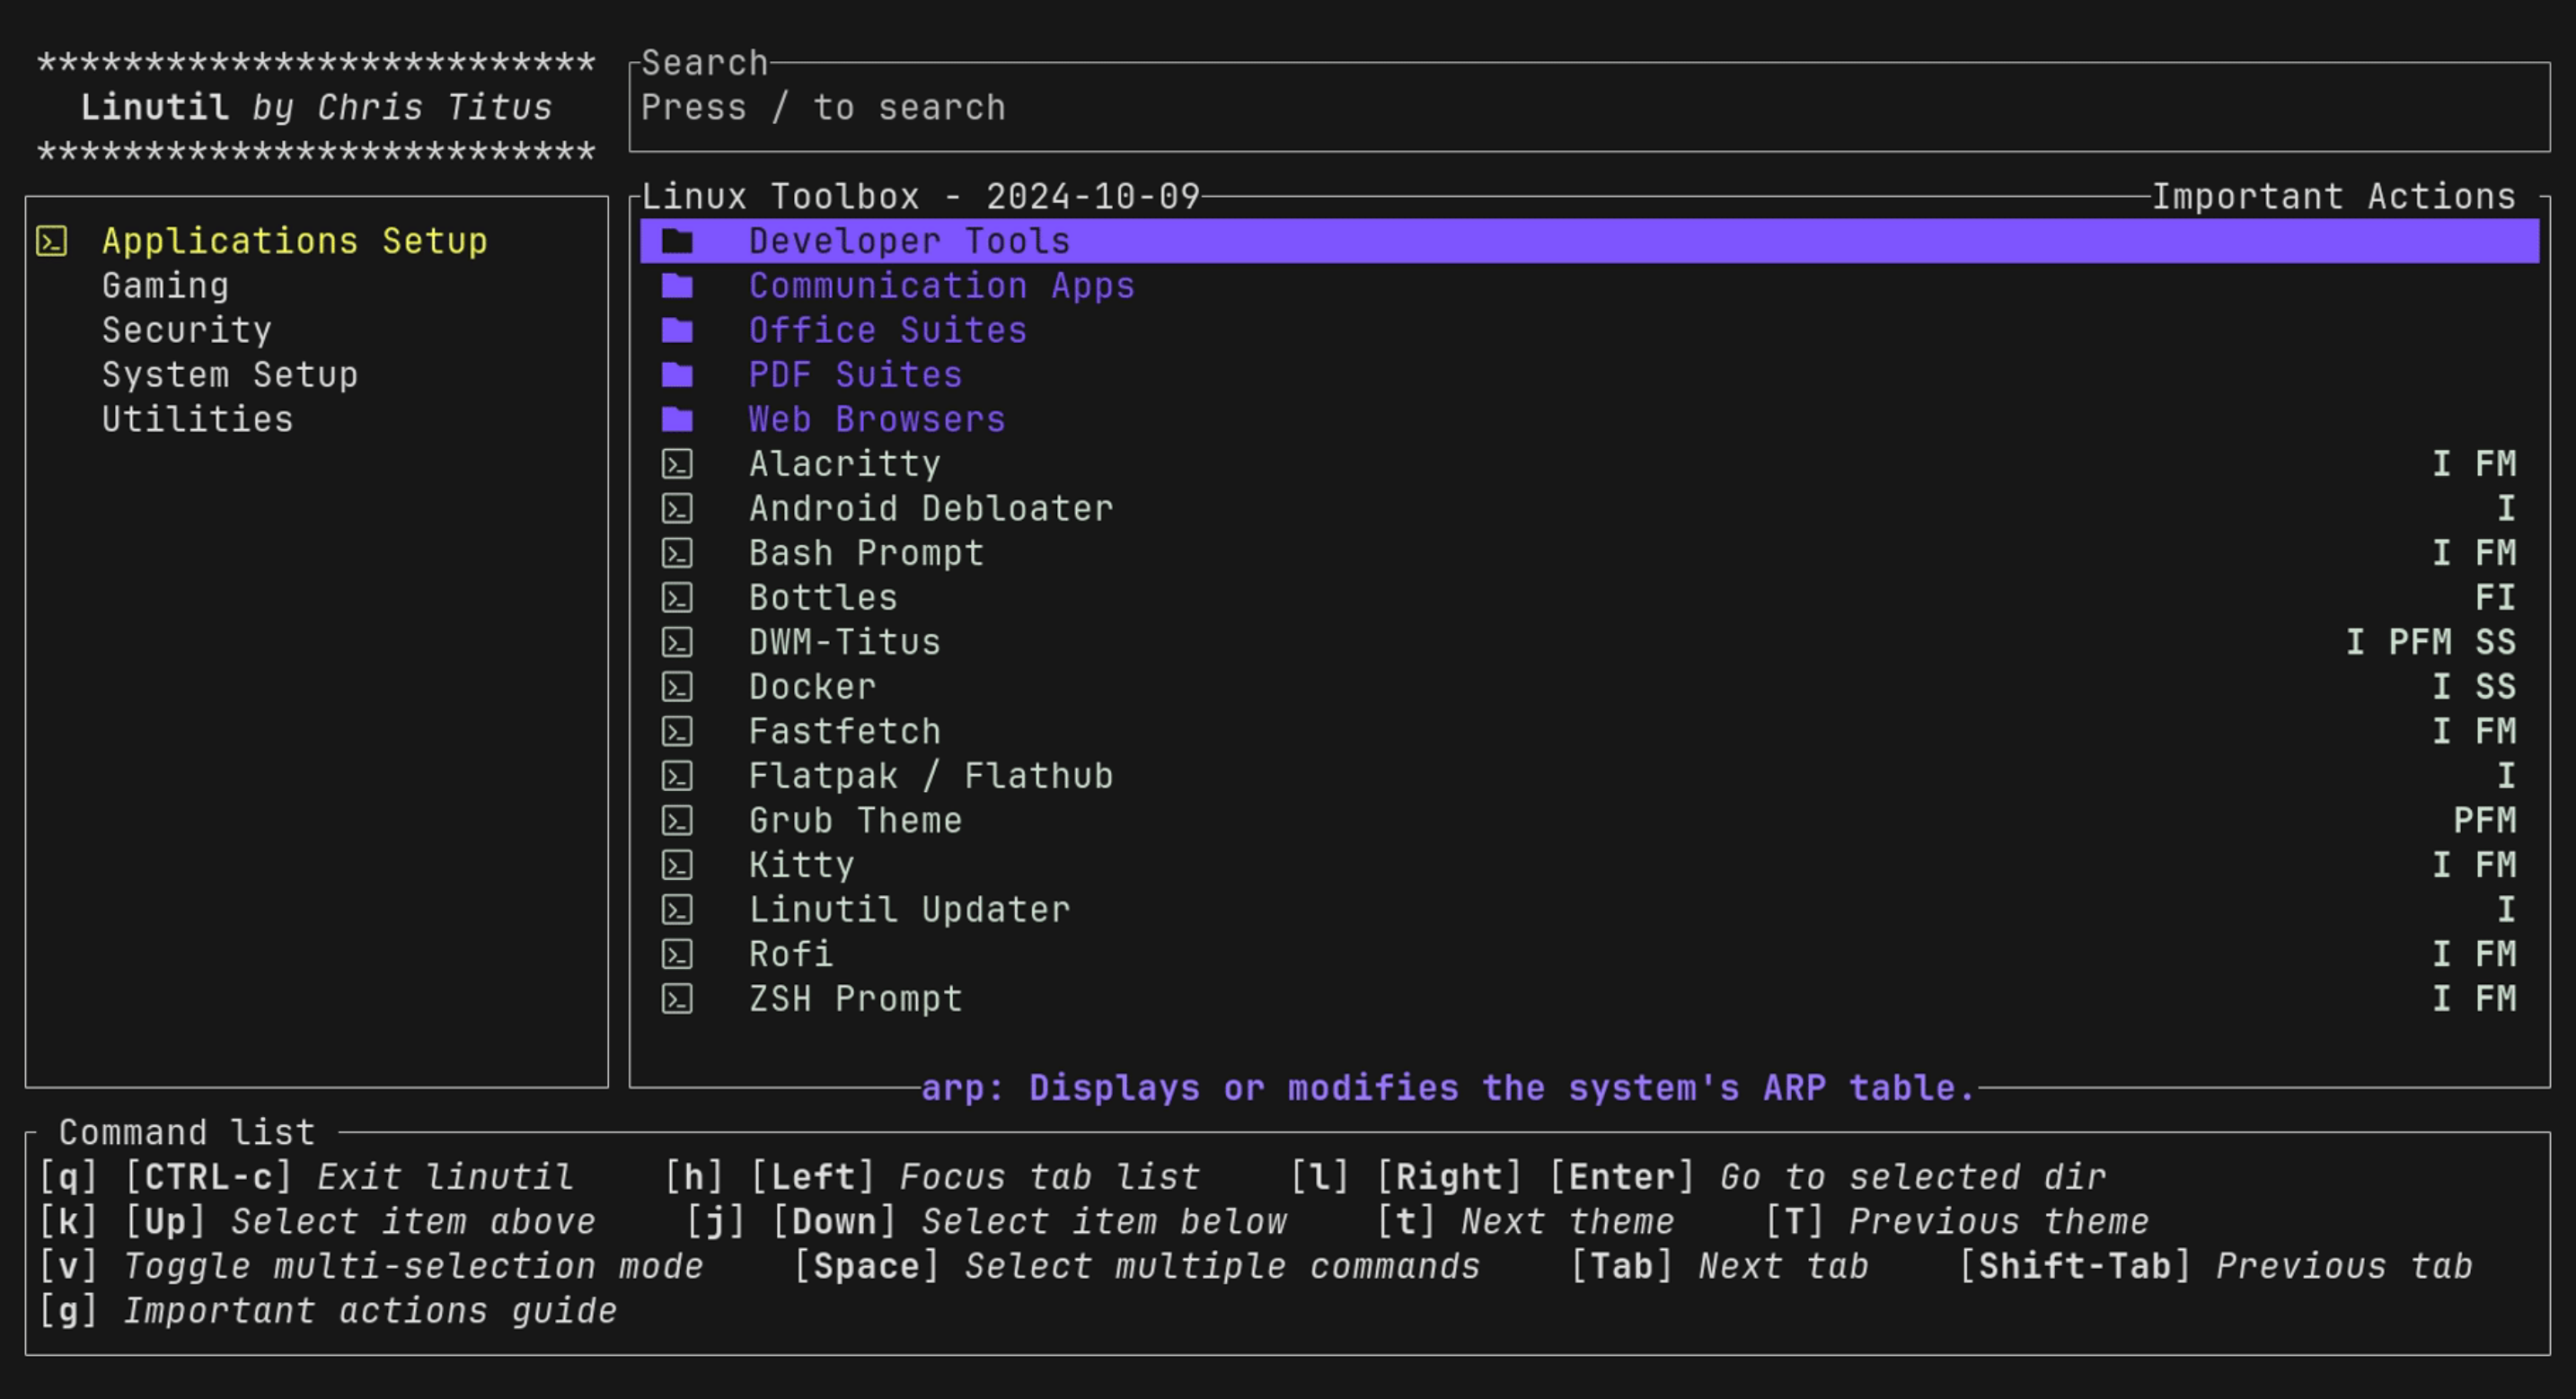 **************************
Linutil by Chris Titus
**************************
Search
Press / to search
Applications Setup
Gaming
Security
System Setup
Utilities
Linux Toolbox - 2024-10-09 Important Actions
Developer Tools
Communication Apps
Office Suites
PDF Suites
Web Browsers
Alacritty I FM
Android Debloater I
Bash Prompt I FM
Bottles FI
DWM-Titus I PFM SS
Docker I SS
Fastfetch I FM
Flatpak / Flathub I
Grub Theme PFM
Kitty I FM
Linutil Updater I
Rofi I FM
ZSH Prompt I FM
arp: Displays or modifies the system's ARP table.
Command list
[q] [CTRL-c] Exit linutil [h] [Left] Focus tab list [l] [Right] [Enter] Go to selected dir
[k] [Up] Select item above [j] [Down] Select item below [t] Next theme [T] Previous theme
[v] Toggle multi-selection mode [Space] Select multiple commands [Tab] Next tab [Shift-Tab] Previous tab
[g] Important actions guide